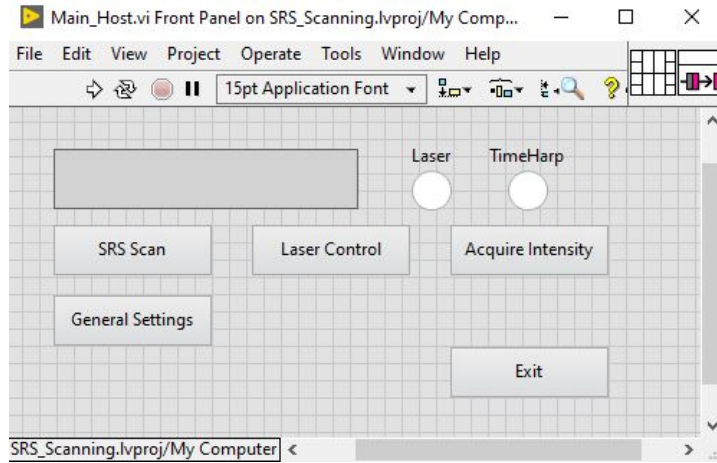 Main_Host.vi Front Panel on SRS_Scanning.lvproj/My Comp...
File Edit View Project Operate Tools Window Help
15pt Application Font
Laser TimeHarp
SRS Scan Laser Control Acquire Intensity
General Settings
Exit
SRS_Scanning.lvproj/My Computer